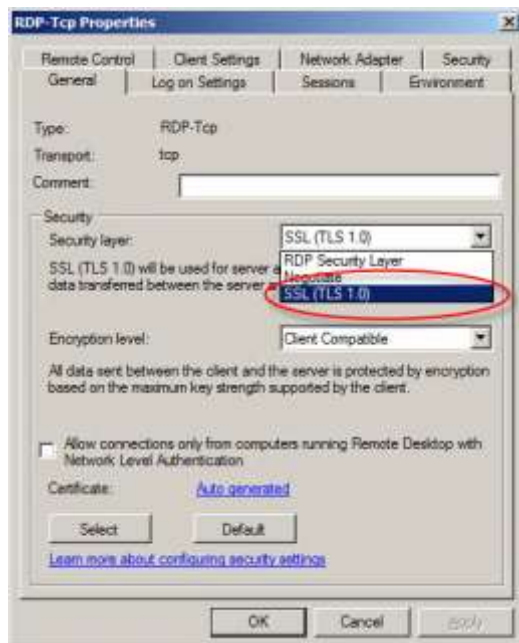 RDP-Tcp Properties
Remote Control Client Settings Network Adapter Security
General Log on Settings Sessions Environment
Type: RDP-Tcp
Transport: tcp
Comment:
Security
Security layer: SSL (TLS 1.0)
RDP Security Layer
Negotiate
SSL (TLS 1.0)
SSL (TLS 1.0) will be used for server a
data transferred between the server a
Encryption level: Client Compatible
All data sent between the client and the server is protected by encryption
based on the maximum key strength supported by the client.
Allow connections only from computers running Remote Desktop with
Network Level Authentication
Certificate: Auto generated
Select Default
Learn more about configuring security settings
OK Cancel Apply